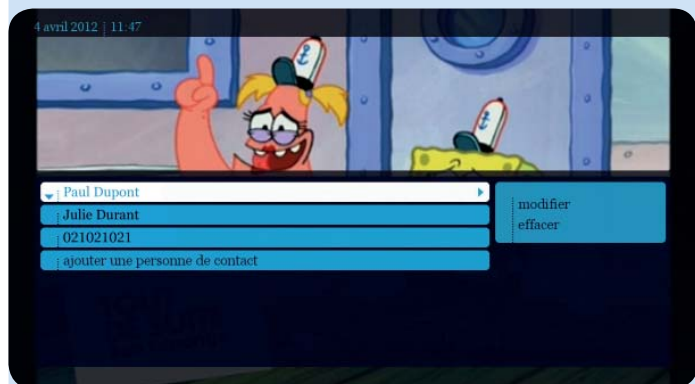 4 avril 2012 | 11:47
Paul Dupont
Julie Durant
021021021
ajouter une personne de contact
modifier
effacer